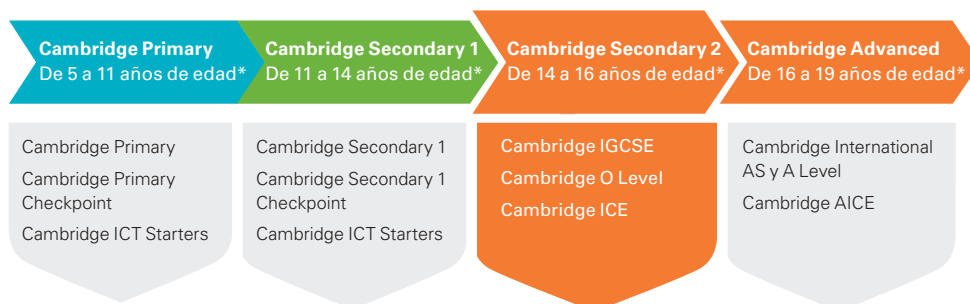 Cambridge Primary
De 5 a 11 años de edad*
Cambridge Secondary 1
De 11 a 14 años de edad*
Cambridge Secondary 2
De 14 a 16 años de edad*
Cambridge Advanced
De 16 a 19 años de edad*
Cambridge Primary
Cambridge Primary
Checkpoint
Cambridge ICT Starters
Cambridge Secondary 1
Cambridge Secondary 1
Checkpoint
Cambridge ICT Starters
Cambridge IGCSE
Cambridge O Level
Cambridge ICE
Cambridge International
AS y A Level
Cambridge AICE